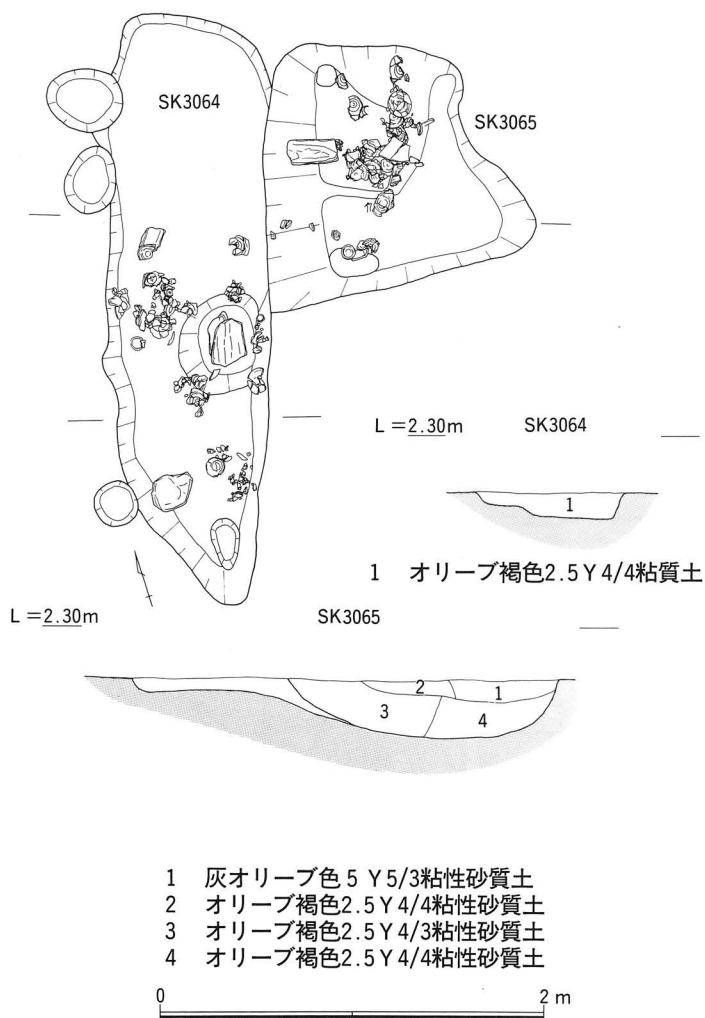 SK3064
SK3065
L=2.30m SK3064
1
1 オリーブ褐色2.5Y4/4粘質土
L=2.30m SK3065
2 1
3 4
1 灰オリーブ色5Y5/3粘性砂質土
2 オリーブ褐色2.5Y4/4粘性砂質土
3 オリーブ褐色2.5Y4/3粘性砂質土
4 オリーブ褐色2.5Y4/4粘性砂質土
0 2m